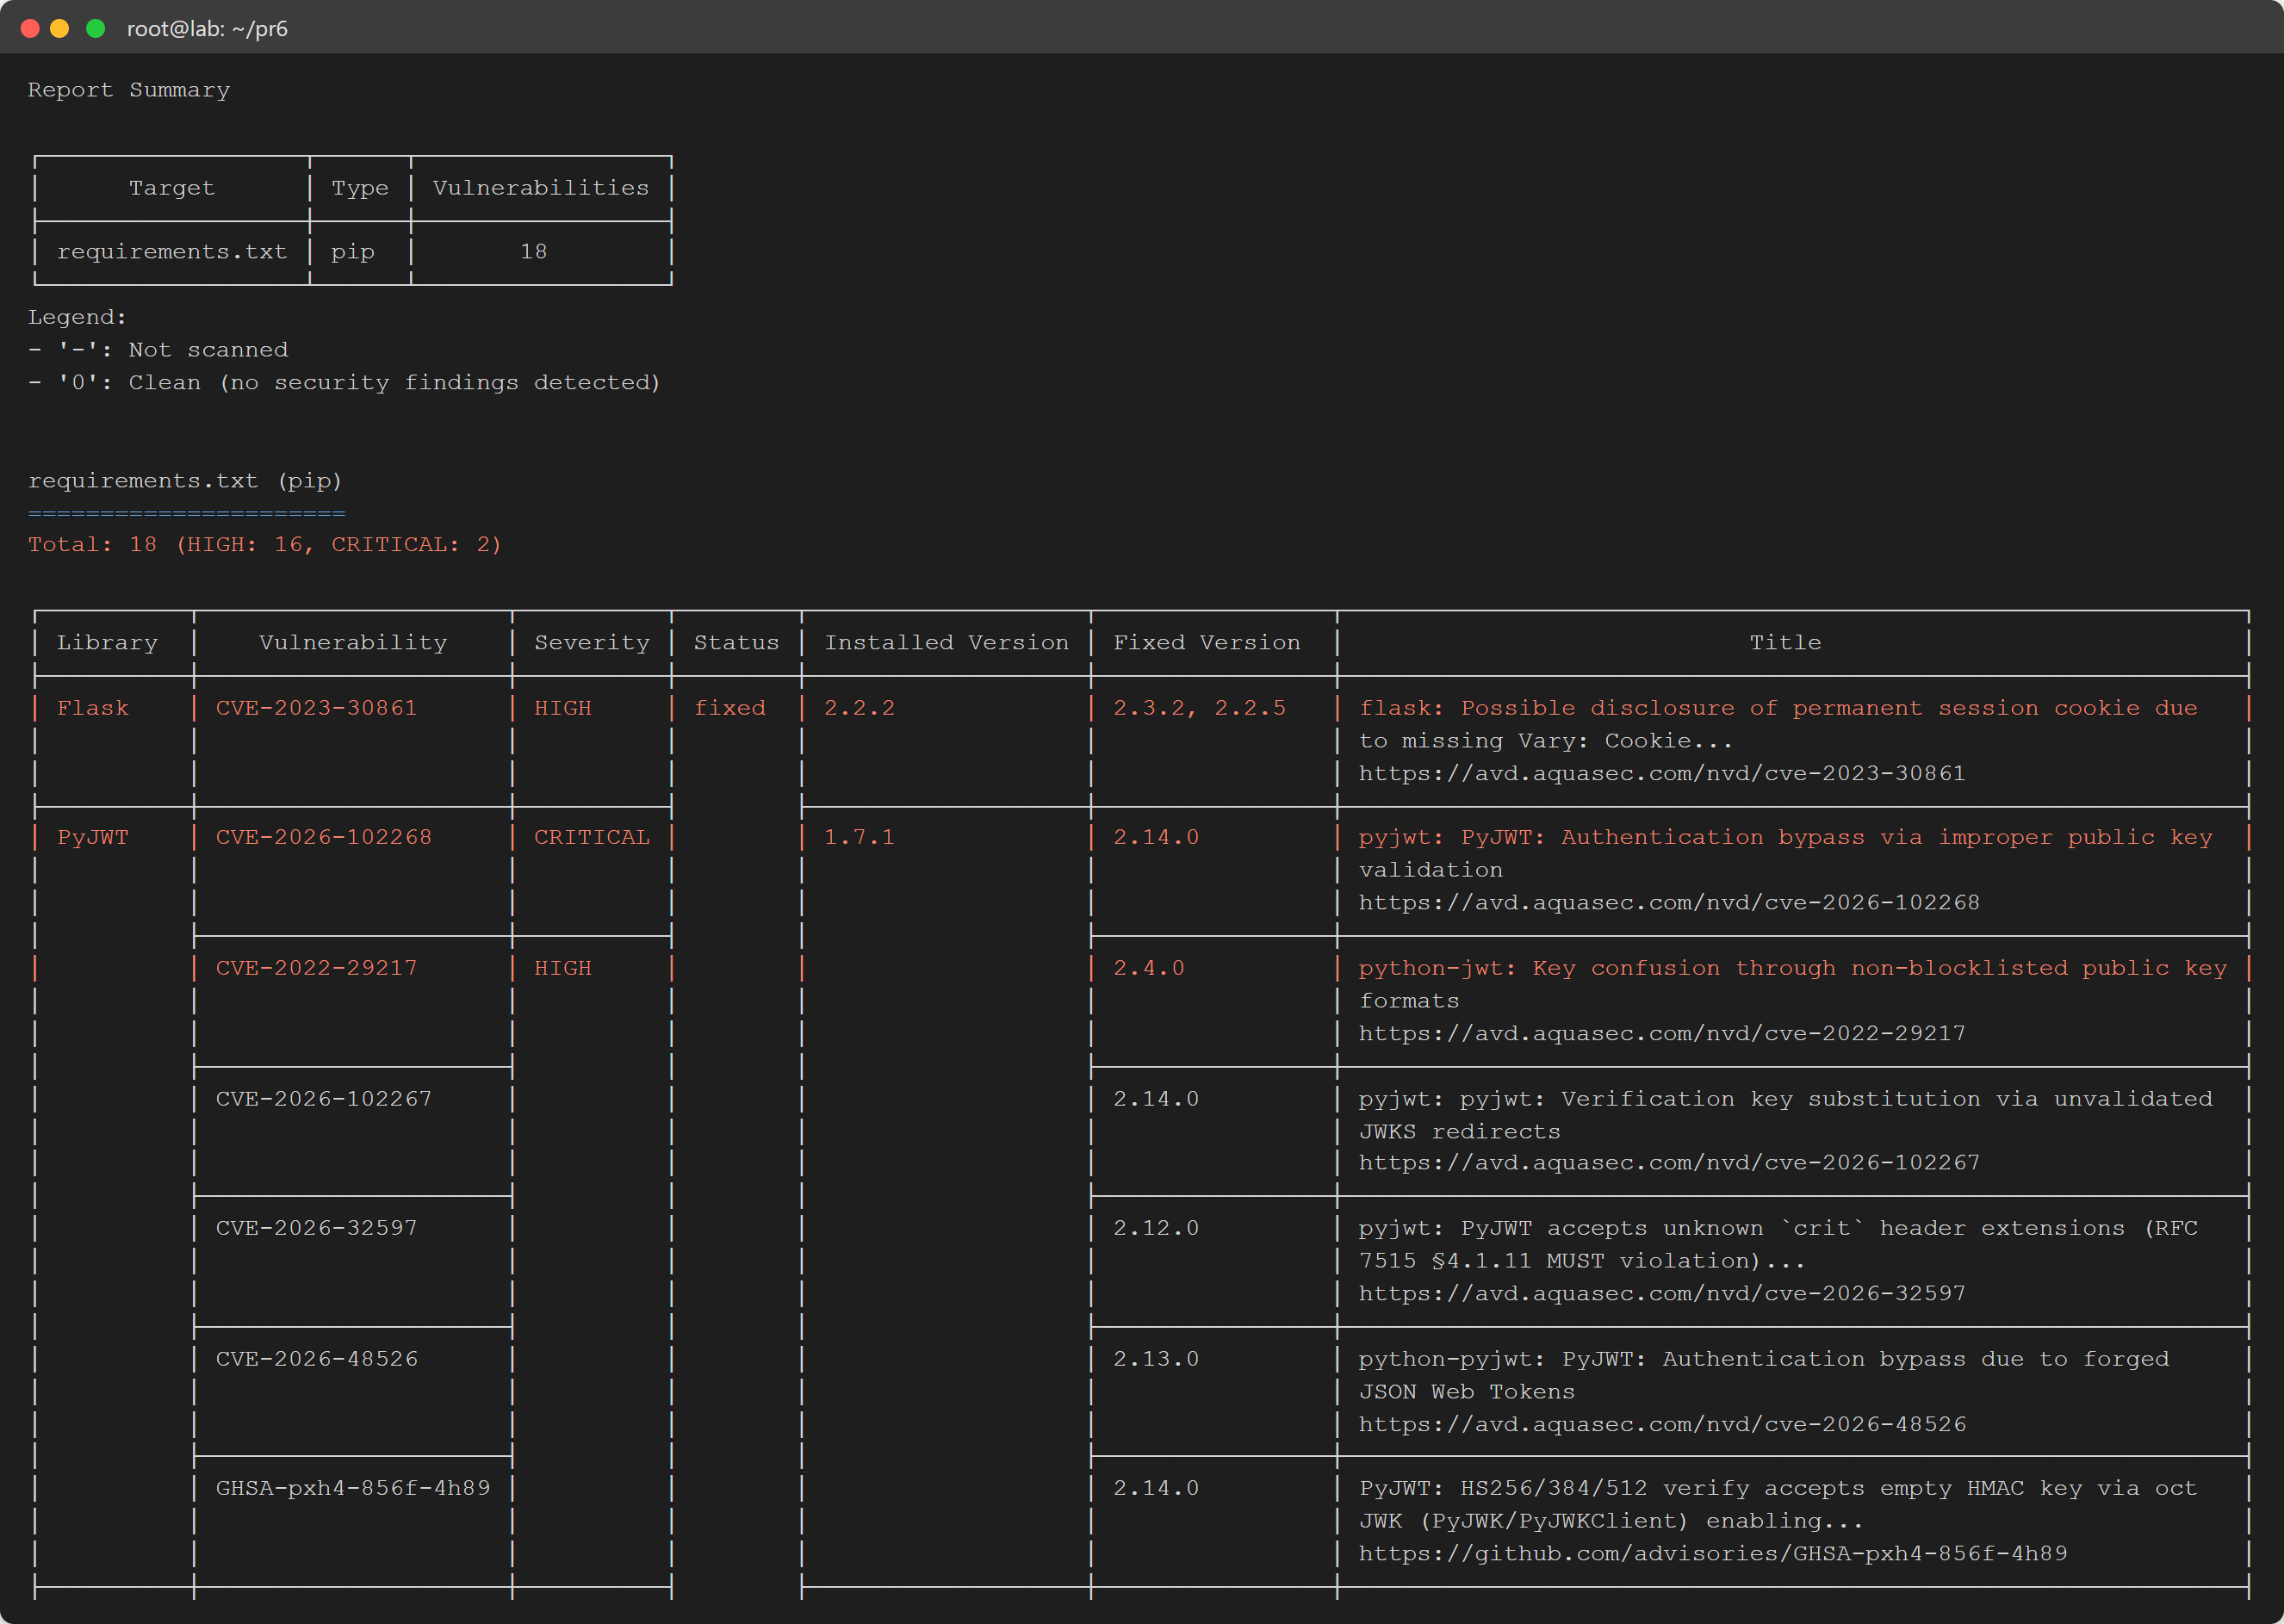 root@lab: ~/pr6
Report Summary
Target Type Vulnerabilities
requirements.txt pip 18
Legend:
- '-': Not scanned
- '0': Clean (no security findings detected)
requirements.txt (pip)
======================
Total: 18 (HIGH: 16, CRITICAL: 2)
Library Vulnerability Severity Status Installed Version Fixed Version Title
Flask CVE-2023-30861 HIGH fixed 2.2.2 2.3.2, 2.2.5 flask: Possible disclosure of permanent session cookie due
to missing Vary: Cookie...
https://avd.aquasec.com/nvd/cve-2023-30861
PyJWT CVE-2026-102268 CRITICAL 1.7.1 2.14.0 pyjwt: PyJWT: Authentication bypass via improper public key
validation
https://avd.aquasec.com/nvd/cve-2026-102268
CVE-2022-29217 HIGH 2.4.0 python-jwt: Key confusion through non-blocklisted public key
formats
https://avd.aquasec.com/nvd/cve-2022-29217
CVE-2026-102267 2.14.0 pyjwt: pyjwt: Verification key substitution via unvalidated
JWKS redirects
https://avd.aquasec.com/nvd/cve-2026-102267
CVE-2026-32597 2.12.0 pyjwt: PyJWT accepts unknown `crit` header extensions (RFC
7515 §4.1.11 MUST violation)...
https://avd.aquasec.com/nvd/cve-2026-32597
CVE-2026-48526 2.13.0 python-pyjwt: PyJWT: Authentication bypass due to forged
JSON Web Tokens
https://avd.aquasec.com/nvd/cve-2026-48526
GHSA-pxh4-856f-4h89 2.14.0 PyJWT: HS256/384/512 verify accepts empty HMAC key via oct
JWK (PyJWK/PyJWKClient) enabling...
https://github.com/advisories/GHSA-pxh4-856f-4h89